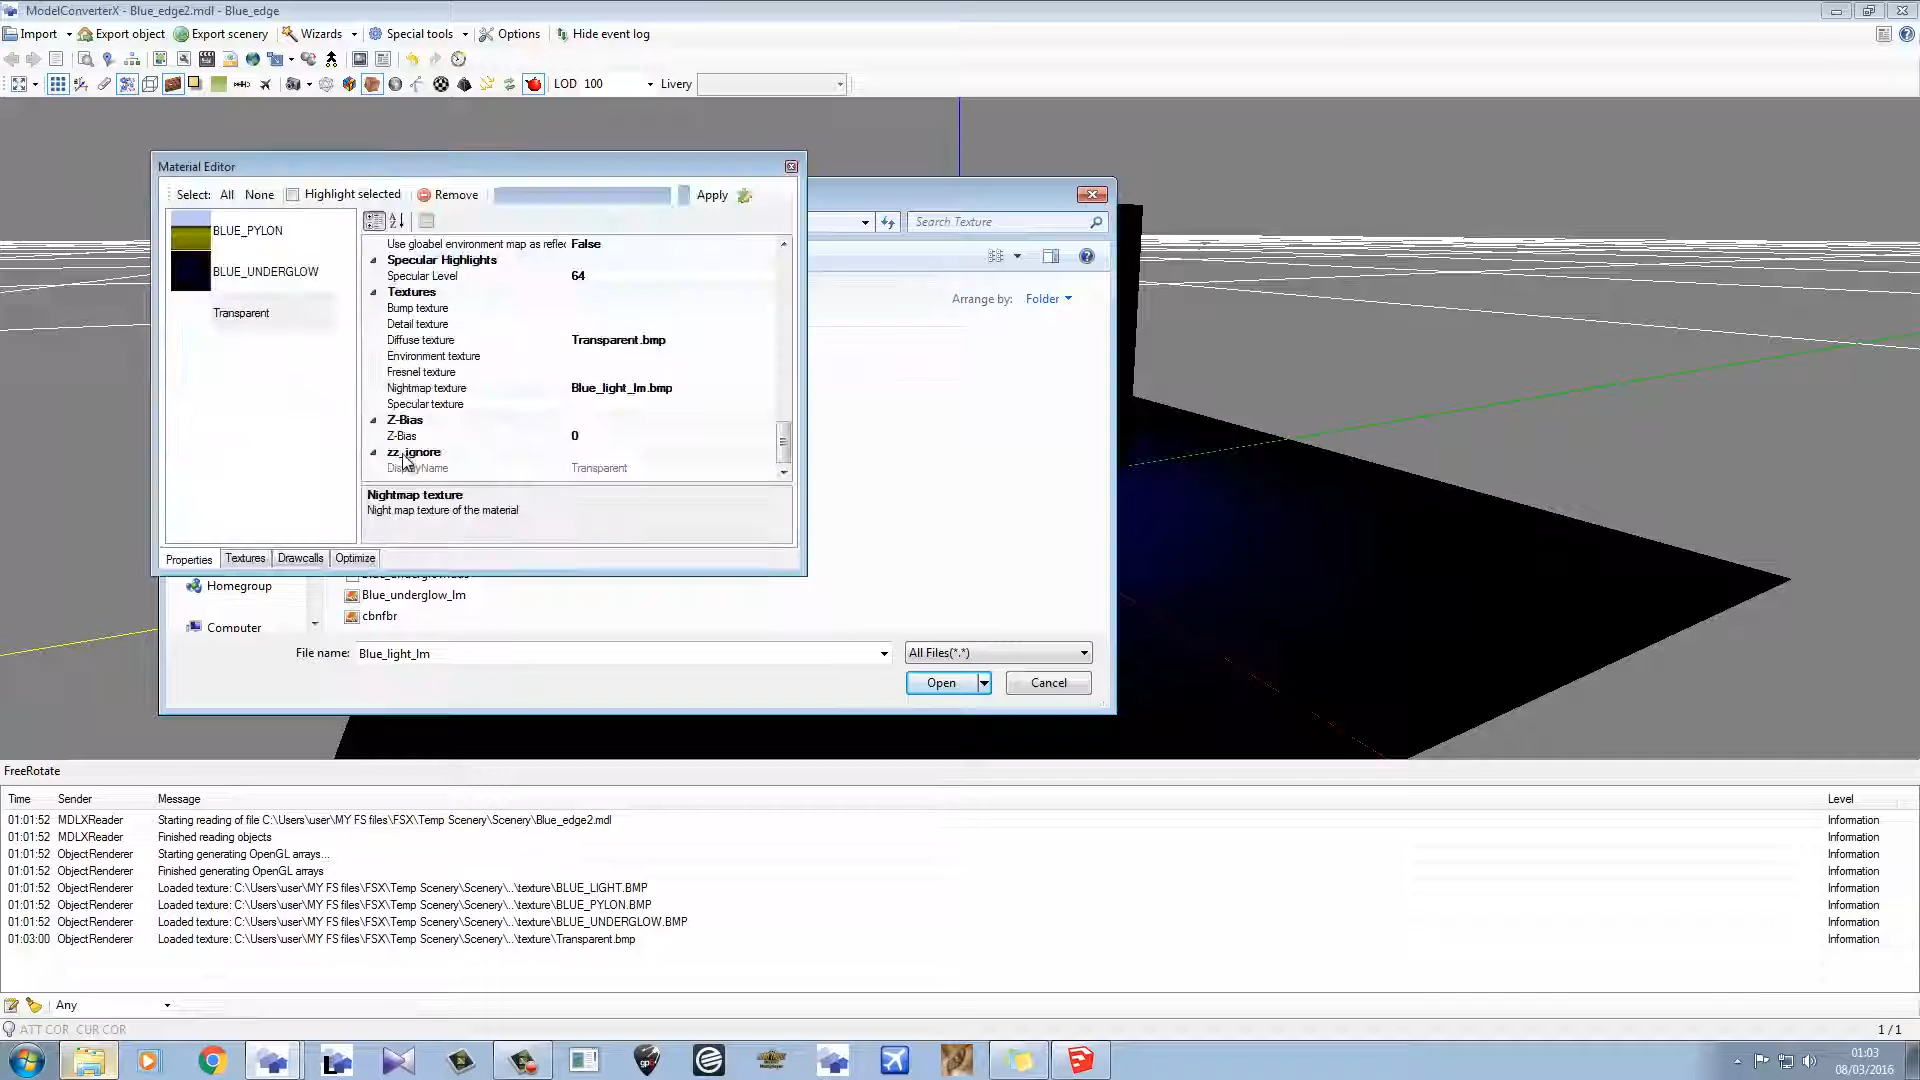 ModelConverterX - Blue_edge2.mdl - Blue_edge
Import Export object Export scenery Wizards Special tools Options Hide event log
LOD 100 Livery
Material Editor
Select: All None Highlight selected Remove Apply
Search Texture
BLUE_PYLON
BLUE_UNDERGLOW
Transparent
Use gloabel environment map as reflec False
Specular Highlights
Specular Level 64
Textures
Bump texture
Detail texture
Diffuse texture Transparent.bmp
Environment texture
Fresnel texture
Nightmap texture Blue_light_lm.bmp
Specular texture
Z-Bias
Z-Bias 0
zz_ignore
DisplayName Transparent
Nightmap texture
Night map texture of the material
Properties Textures Drawcalls Optimize
Arrange by: Folder
Homegroup
Computer
Blue_underglow_lm
cbnfbr
File name: Blue_light_lm
All Files(*.*)
Open Cancel
FreeRotate
Time Sender Message Level
01:01:52 MDLXReader Starting reading of file C:\Users\user\MY FS files\FSX\Temp Scenery\Scenery\Blue_edge2.mdl Information
01:01:52 MDLXReader Finished reading objects Information
01:01:52 ObjectRenderer Starting generating OpenGL arrays... Information
01:01:52 ObjectRenderer Finished generating OpenGL arrays Information
01:01:52 ObjectRenderer Loaded texture: C:\Users\user\MY FS files\FSX\Temp Scenery\Scenery\..\texture\BLUE_LIGHT.BMP Information
01:01:52 ObjectRenderer Loaded texture: C:\Users\user\MY FS files\FSX\Temp Scenery\Scenery\..\texture\BLUE_PYLON.BMP Information
01:01:52 ObjectRenderer Loaded texture: C:\Users\user\MY FS files\FSX\Temp Scenery\Scenery\..\texture\BLUE_UNDERGLOW.BMP Information
01:03:00 ObjectRenderer Loaded texture: C:\Users\user\MY FS files\FSX\Temp Scenery\Scenery\..\texture\Transparent.bmp Information
Any
ATT COR CUR COR 1 / 1
01:03
08/03/2016